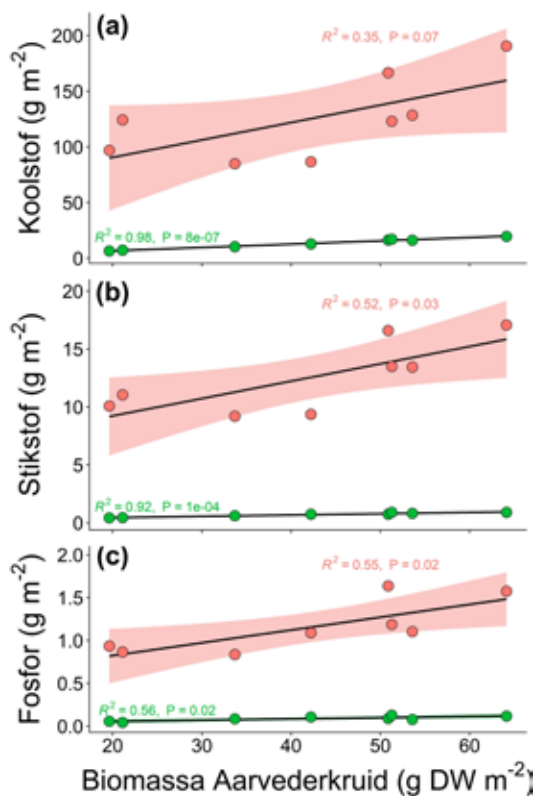 (a)
R² = 0.35, P = 0.07
Koolstof (g m⁻²)
200
150
100
50
0
R² = 0.98, P = 8e-07
(b)
R² = 0.52, P = 0.03
Stikstof (g m⁻²)
20
15
10
5
0
R² = 0.92, P = 1e-04
(c)
R² = 0.55, P = 0.02
Fosfor (g m⁻²)
2.0
1.5
1.0
0.5
0.0
R² = 0.56, P = 0.02
20 30 40 50 60
Biomassa Aarvederkruid (g DW m⁻²)